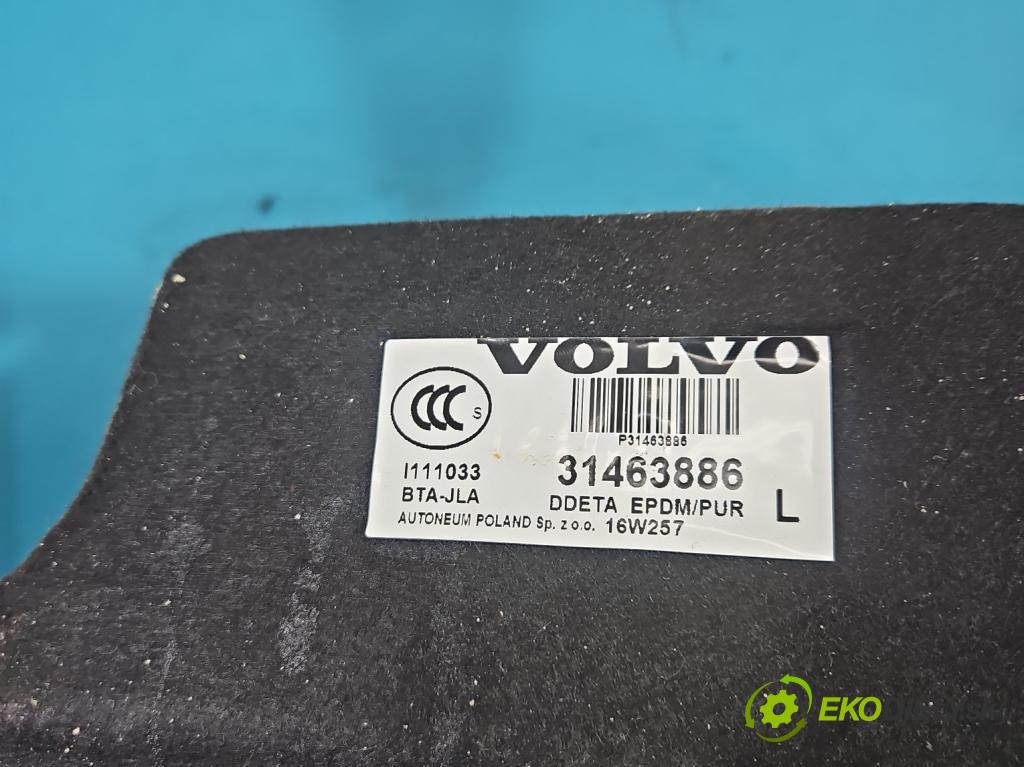 VOLVO
CCC S
P31463886
I111033 31463886
BTA-JLA DDETA EPDM/PUR L
AUTONEUM POLAND Sp. z o.o. 16W257
EKO